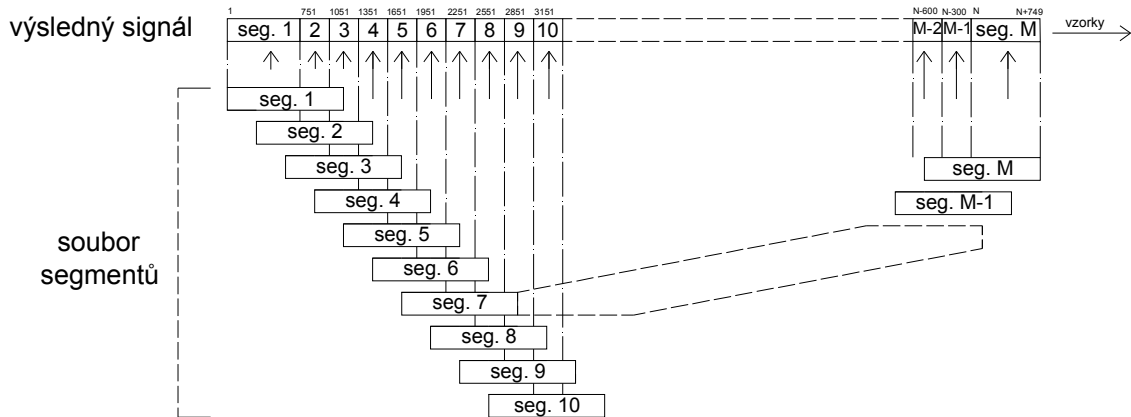 1 751 1051 1351 1651 1951 2251 2551 2851 3151 N-600 N-300 N N+749
výsledný signál seg. 1 2 3 4 5 6 7 8 9 10 M-2 M-1 seg. M vzorky
seg. 1
seg. 2
seg. 3 seg. M
seg. 4 seg. M-1
seg. 5
soubor
segmentů
seg. 6
seg. 7
seg. 8
seg. 9
seg. 10